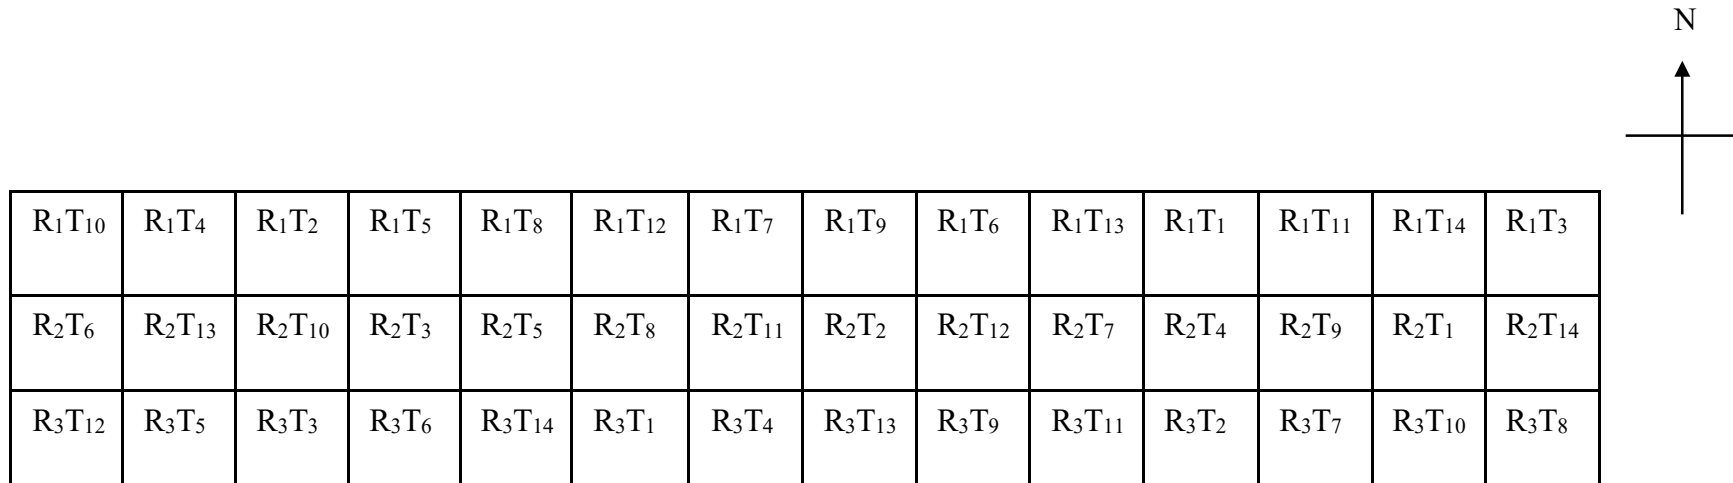 N
R₁T₁₀ R₁T₄ R₁T₂ R₁T₅ R₁T₈ R₁T₁₂ R₁T₇ R₁T₉ R₁T₆ R₁T₁₃ R₁T₁ R₁T₁₁ R₁T₁₄ R₁T₃
R₂T₆ R₂T₁₃ R₂T₁₀ R₂T₃ R₂T₅ R₂T₈ R₂T₁₁ R₂T₂ R₂T₁₂ R₂T₇ R₂T₄ R₂T₉ R₂T₁ R₂T₁₄
R₃T₁₂ R₃T₅ R₃T₃ R₃T₆ R₃T₁₄ R₃T₁ R₃T₄ R₃T₁₃ R₃T₉ R₃T₁₁ R₃T₂ R₃T₇ R₃T₁₀ R₃T₈